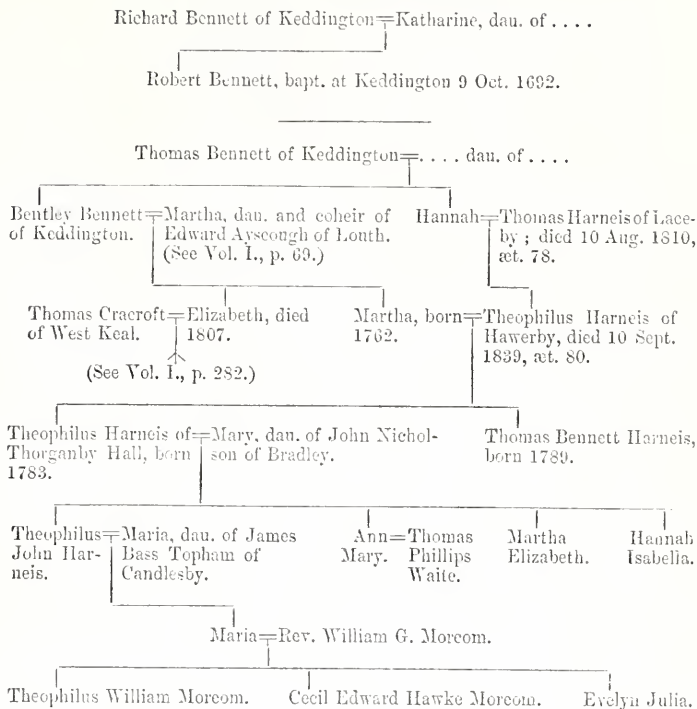 Richard Bennett of Keddington=Katharine, dau. of . . . .
Robert Bennett, bapt. at Keddington 9 Oct. 1692.
Thomas Bennett of Keddington=. . . . dau. of . . . .
Bentley Bennett=Martha, dau. and coheir of Hannah=Thomas Harneis of Lace-
of Keddington. Edward Ayscough of Louth. by ; died 10 Aug. 1810,
(See Vol. I., p. 69.) æt. 78.
Thomas Cracroft=Elizabeth, died Martha, born=Theophilus Harneis of
of West Keal. 1807. 1762. Hawerby, died 10 Sept.
(See Vol. I., p. 282.) 1839, æt. 80.
Theophilus Harneis of=Mary, dau. of John Nichol- Thomas Bennett Harneis,
Thorganby Hall, born son of Bradley. born 1789.
1783.
Theophilus=Maria, dau. of James Ann=Thomas Martha Hannah
John Har- Bass Topham of Mary. Phillips Elizabeth. Isabella.
neis. Candlesby. Waite.
Maria=Rev. William G. Morcom.
Theophilus William Morcom. Cecil Edward Hawke Morcom. Evelyn Julia.